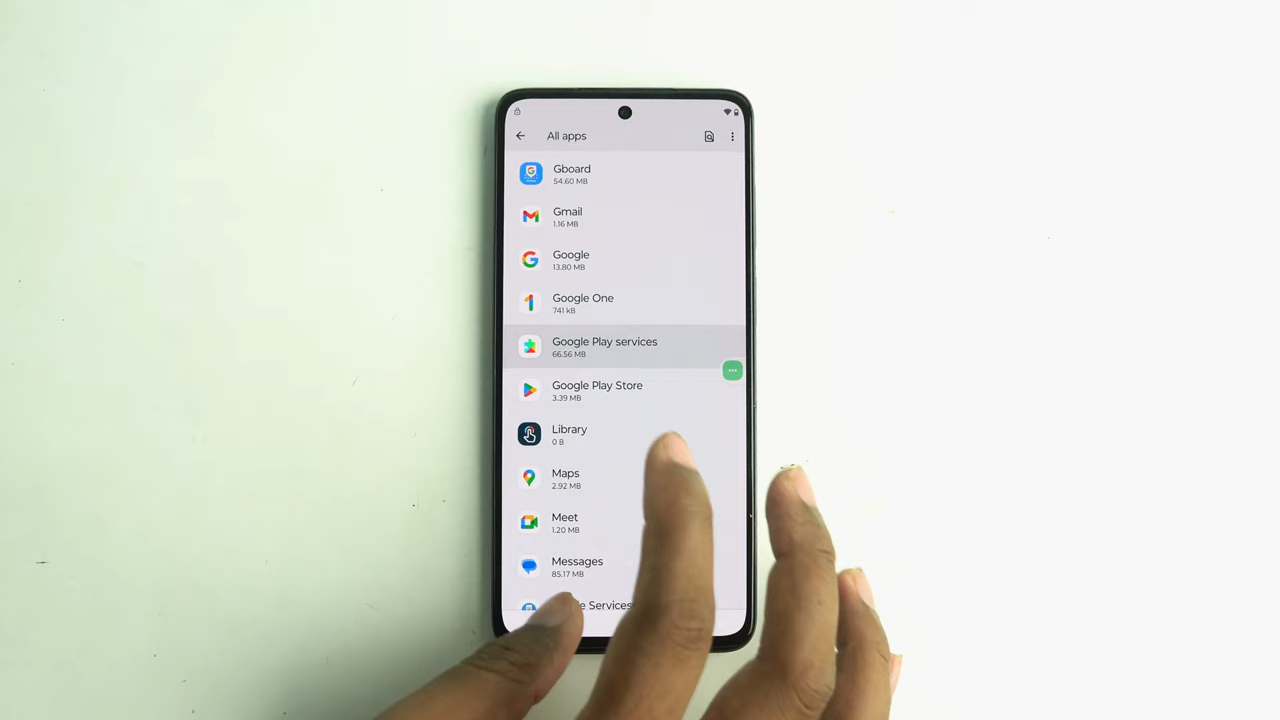 All apps
Gboard
54.60 MB
Gmail
1.16 MB
Google
13.80 MB
Google One
741 kB
Google Play services
66.56 MB
Google Play Store
3.39 MB
Library
0 B
Maps
2.92 MB
Meet
1.20 MB
Messages
85.17 MB
Services